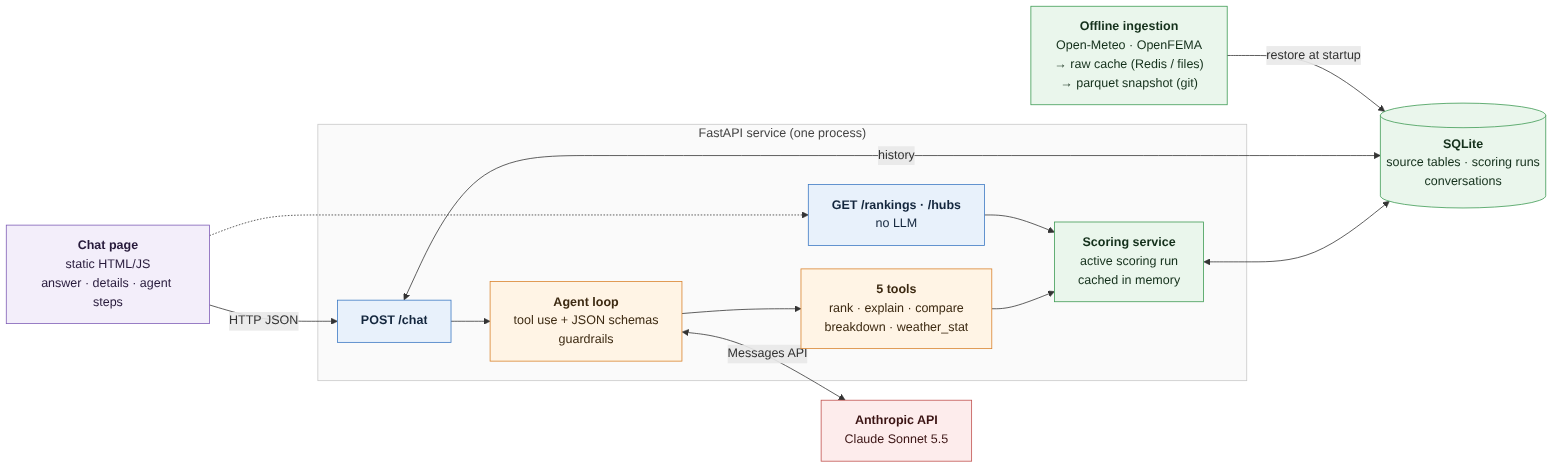 Offline ingestion
Open-Meteo · OpenFEMA
→ raw cache (Redis / files)
→ parquet snapshot (git)
restore at startup
FastAPI service (one process)
history
SQLite
source tables · scoring runs
conversations
GET /rankings · /hubs
no LLM
Chat page
static HTML/JS
answer · details · agent
steps
Scoring service
active scoring run
cached in memory
HTTP JSON
POST /chat
Agent loop
tool use + JSON schemas
guardrails
5 tools
rank · explain · compare
breakdown · weather_stat
Messages API
Anthropic API
Claude Sonnet 5.5